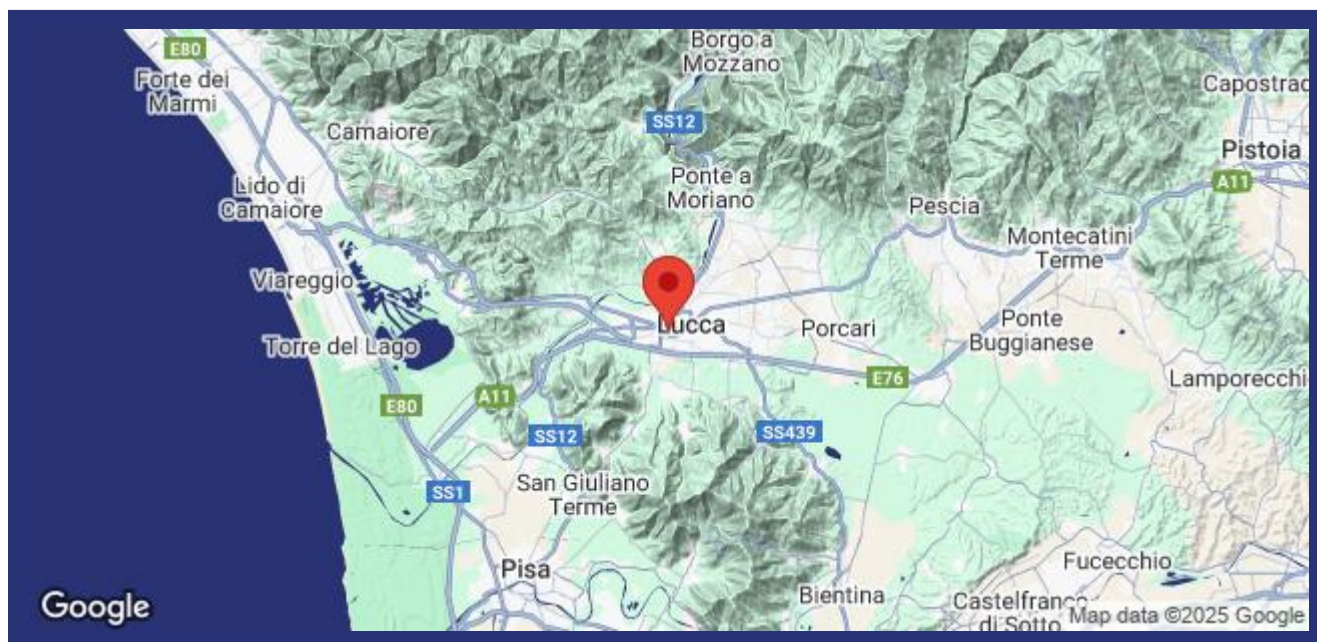 E80
Borgo a
Mozzano
Forte dei
Marmi
Capostrad
Camaiore
SS12
Pistoia
Ponte a
Moriano
A11
Lido di
Camaiore
Pescia
Montecatini
Terme
Viareggio
Lucca
Porcari
Ponte
Buggianese
Torre del Lago
E76
Lamporecchi
A11
E80
SS12
SS439
San Giuliano
Terme
SS1
Pisa
Fucecchio
Bientina
Castelfranc
di Sotto
Google
Map data ©2025 Google